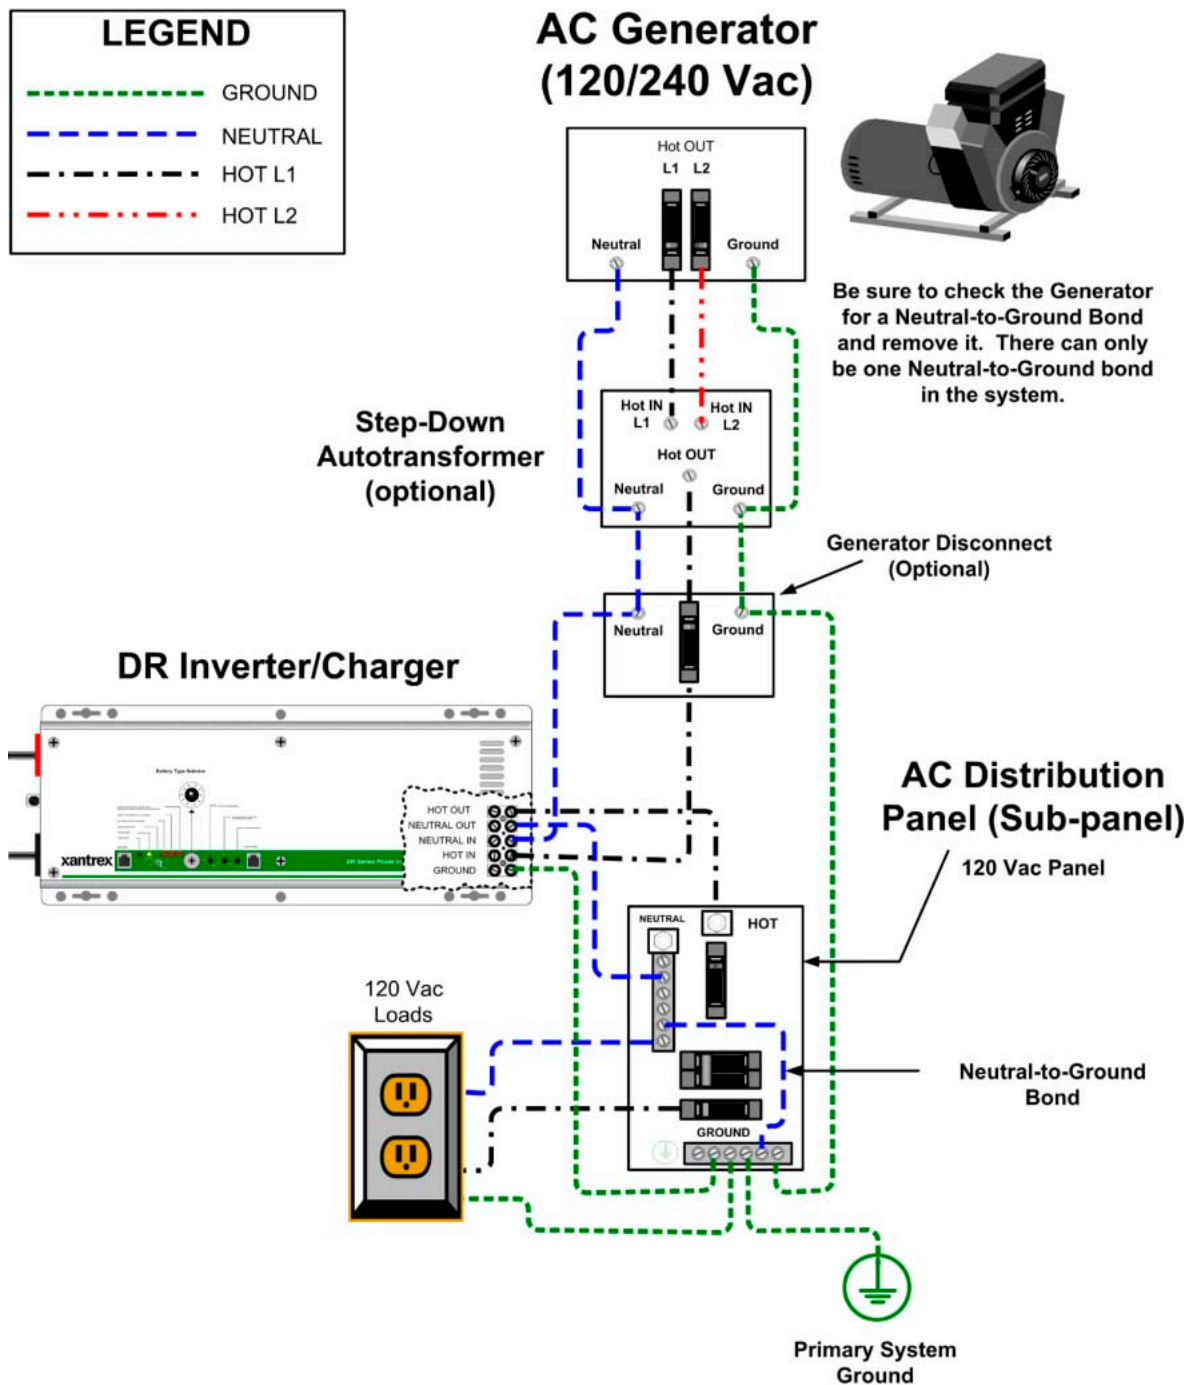 LEGEND
GROUND
NEUTRAL
HOT L1
HOT L2
AC Generator
(120/240 Vac)
Hot OUT
L1 L2
Neutral
Ground
Be sure to check the Generator
for a Neutral-to-Ground Bond
and remove it. There can only
be one Neutral-to-Ground bond
in the system.
Step-Down
Autotransformer
(optional)
Hot IN
L1
Hot IN
L2
Hot OUT
Neutral
Ground
Generator Disconnect
(Optional)
Neutral
Ground
DR Inverter/Charger
Battery Type Selector
HOT OUT
NEUTRAL OUT
NEUTRAL IN
HOT IN
GROUND
xantrex
DR Series Power
AC Distribution
Panel (Sub-panel)
120 Vac Panel
NEUTRAL
HOT
120 Vac
Loads
Neutral-to-Ground
Bond
GROUND
Primary System
Ground